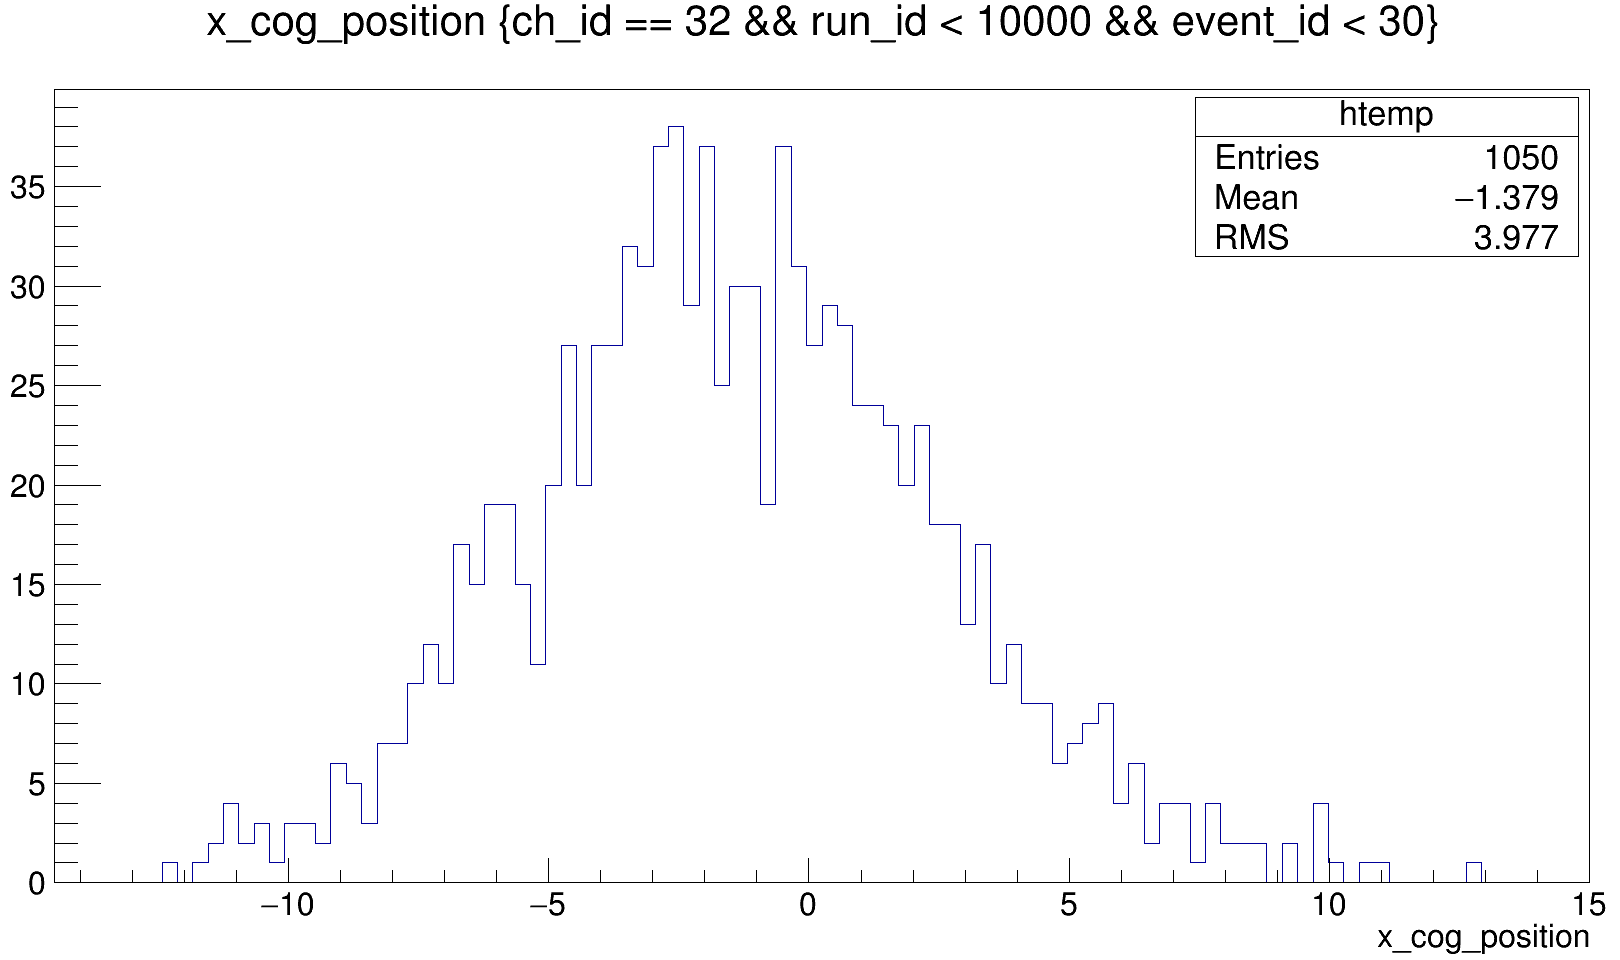 x_cog_position {ch_id == 32 && run_id < 10000 && event_id < 30}
htemp
Entries 1050
Mean −1.379
RMS 3.977
35
30
25
20
15
10
5
0
−10 −5 0 5 10 15
x_cog_position